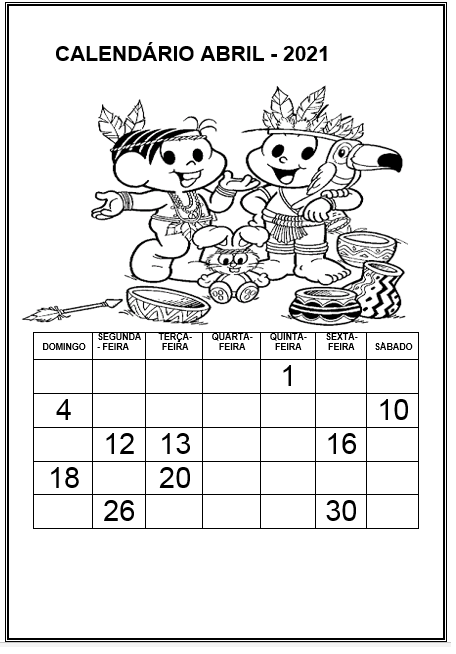 CALENDÁRIO ABRIL - 2021
DOMINGO SEGUNDA - FEIRA TERÇA- FEIRA QUARTA- FEIRA QUINTA- FEIRA SEXTA- FEIRA SÁBADO
1
4 10
12 13 16
18 20
26 30